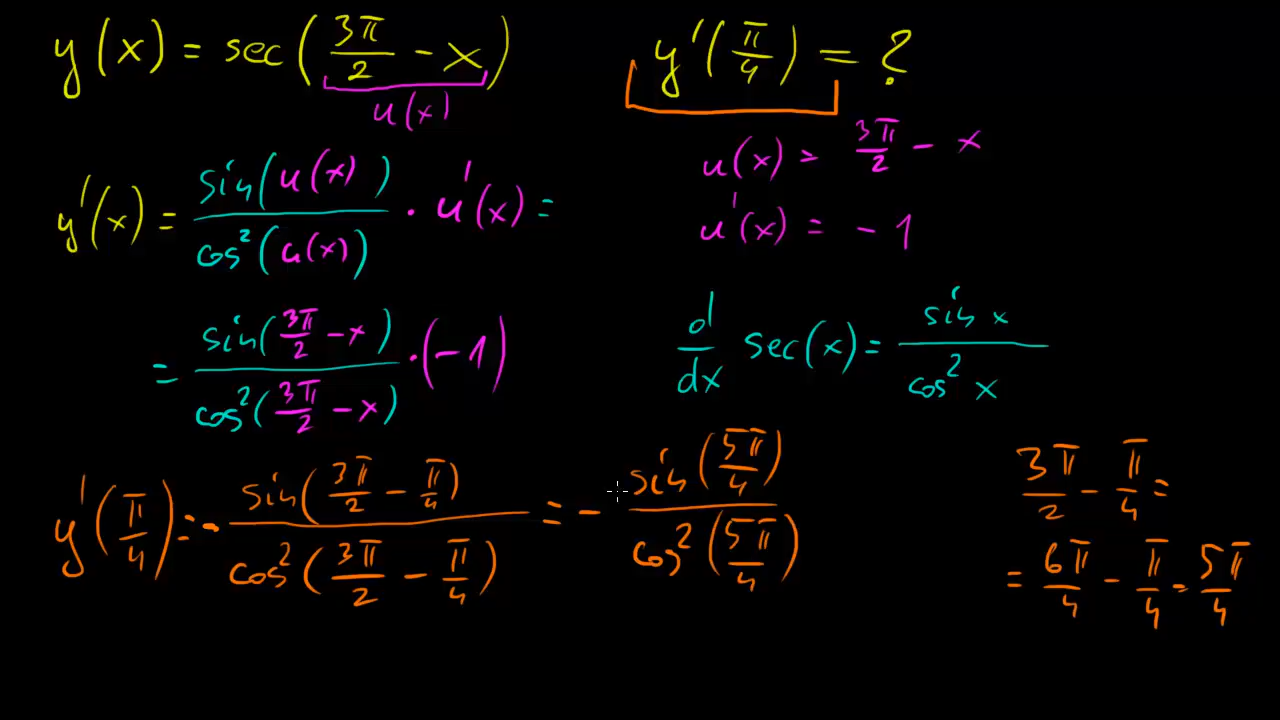 y(x) = sec(3π/2 - x)
u(x)
y'(π/4) = ?
u(x) = 3π/2 - x
u'(x) = -1
y'(x) = sin(u(x))/cos²(u(x)) · u'(x) =
= sin(3π/2 - x)/cos²(3π/2 - x) · (-1)
d/dx sec(x) = sin x/cos² x
y'(π/4) = - sin(3π/2 - π/4)/cos²(3π/2 - π/4) = - sin(5π/4)/cos²(5π/4)
3π/2 - π/4 =
= 6π/4 - π/4 = 5π/4